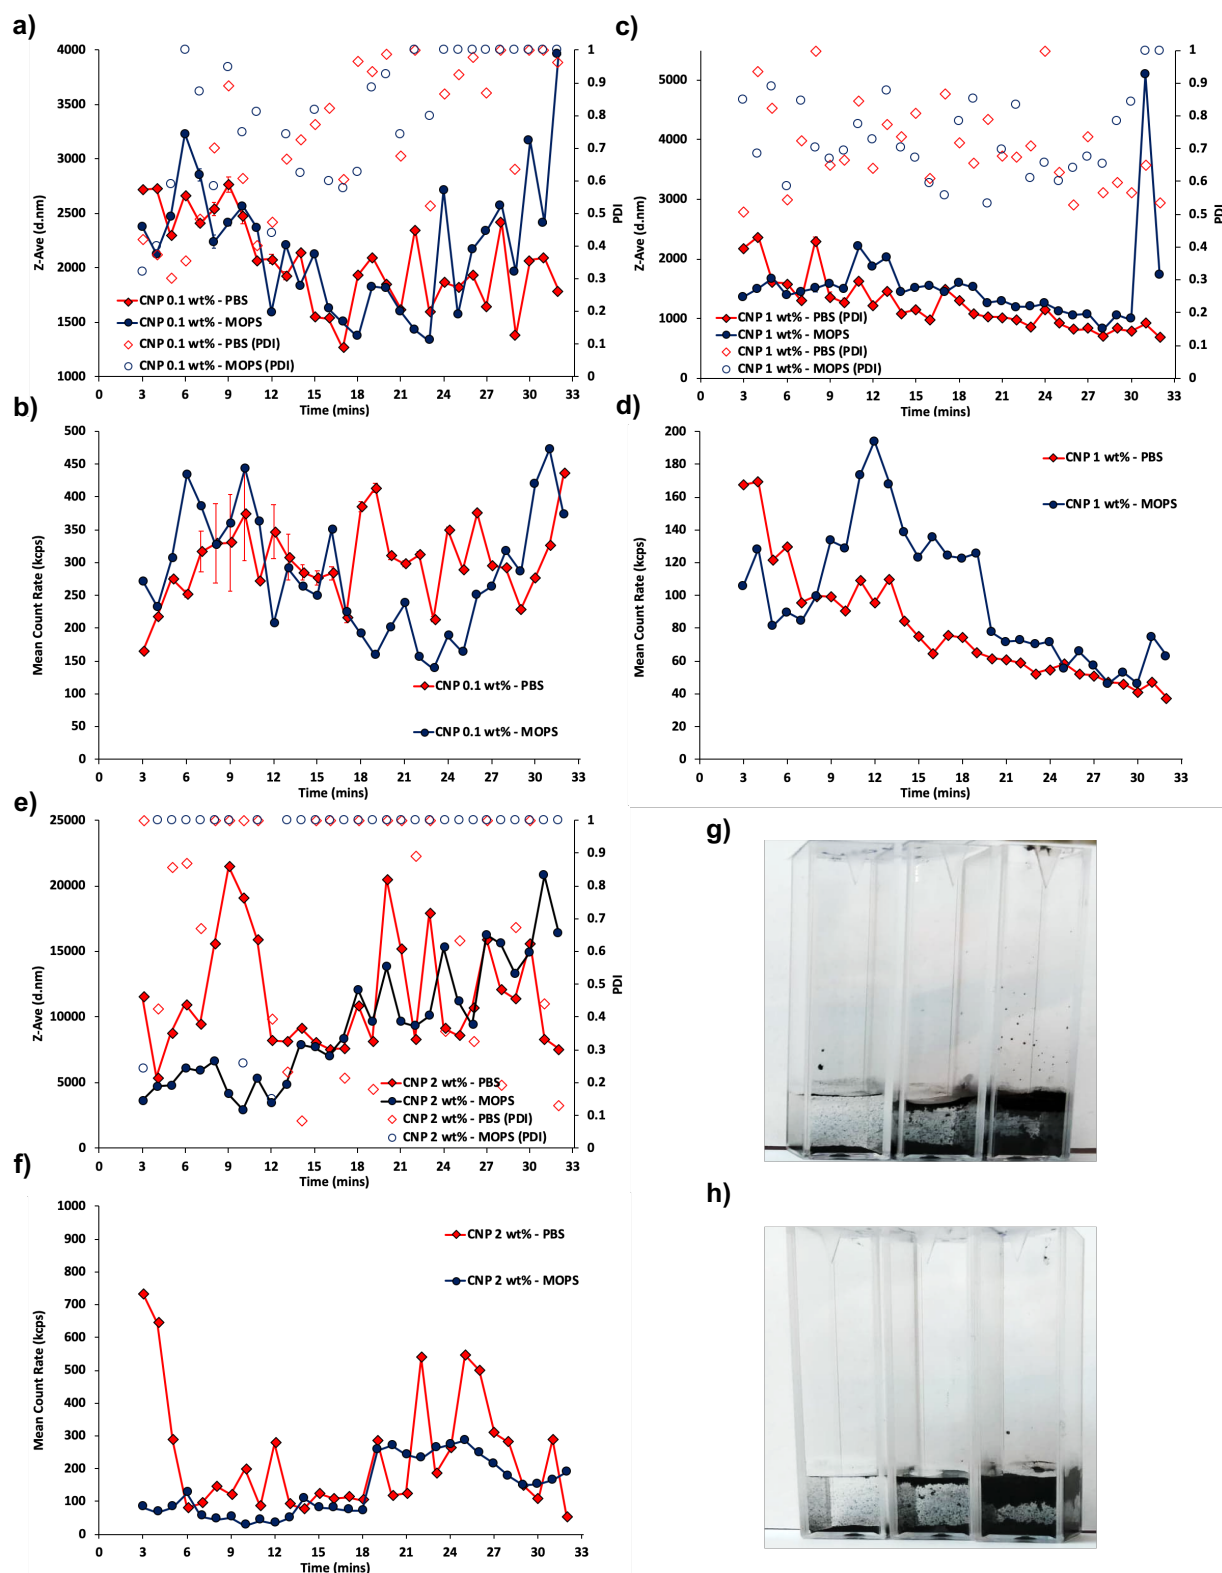 a)
4000
3500
3000
2500
2000
1500
1000
Z-Ave (d.nm)
1
0.9
0.8
0.7
0.6
0.5
0.4
0.3
0.2
0.1
0
PDI
CNP 0.1 wt% - PBS
CNP 0.1 wt% - MOPS
CNP 0.1 wt% - PBS (PDI)
CNP 0.1 wt% - MOPS (PDI)
0 3 6 9 12 15 18 21 24 27 30 33
Time (mins)
c)
5000
4000
3000
2000
1000
0
Z-Ave (d.nm)
1
0.9
0.8
0.7
0.6
0.5
0.4
0.3
0.2
0.1
0
PDI
CNP 1 wt% - PBS (PDI)
CNP 1 wt% - MOPS
CNP 1 wt% - PBS (PDI)
CNP 1 wt% - MOPS (PDI)
0 3 6 9 12 15 18 21 24 27 30 33
Time (mins)
b)
500
450
400
350
300
250
200
150
100
50
0
Mean Count Rate (kcps)
CNP 0.1 wt% - PBS
CNP 0.1 wt% - MOPS
0 3 6 9 12 15 18 21 24 27 30 33
Time (mins)
d)
200
180
160
140
120
100
80
60
40
20
0
Mean Count Rate (kcps)
CNP 1 wt% - PBS
CNP 1 wt% - MOPS
0 3 6 9 12 15 18 21 24 27 30 33
Time (mins)
e)
25000
20000
15000
10000
5000
0
Z-Ave (d.nm)
1
0.9
0.8
0.7
0.6
0.5
0.4
0.3
0.2
0.1
0
PDI
CNP 2 wt% - PBS
CNP 2 wt% - MOPS
CNP 2 wt% - PBS (PDI)
CNP 2 wt% - MOPS (PDI)
0 3 6 9 12 15 18 21 24 27 30 33
Time (mins)
g)
f)
1000
900
800
700
600
500
400
300
200
100
0
Mean Count Rate (kcps)
CNP 2 wt% - PBS
CNP 2 wt% - MOPS
0 3 6 9 12 15 18 21 24 27 30 33
Time (mins)
h)